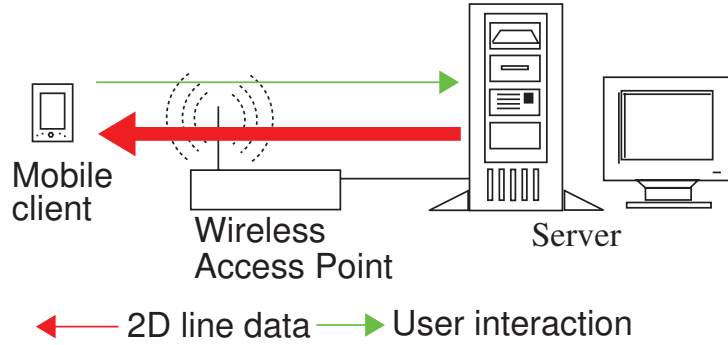 Mobile
client
Wireless
Access Point
Server
2D line data
User interaction